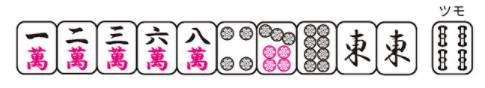 ツモ
一 二 三 六 八 東 東
萬 萬 萬 萬 萬